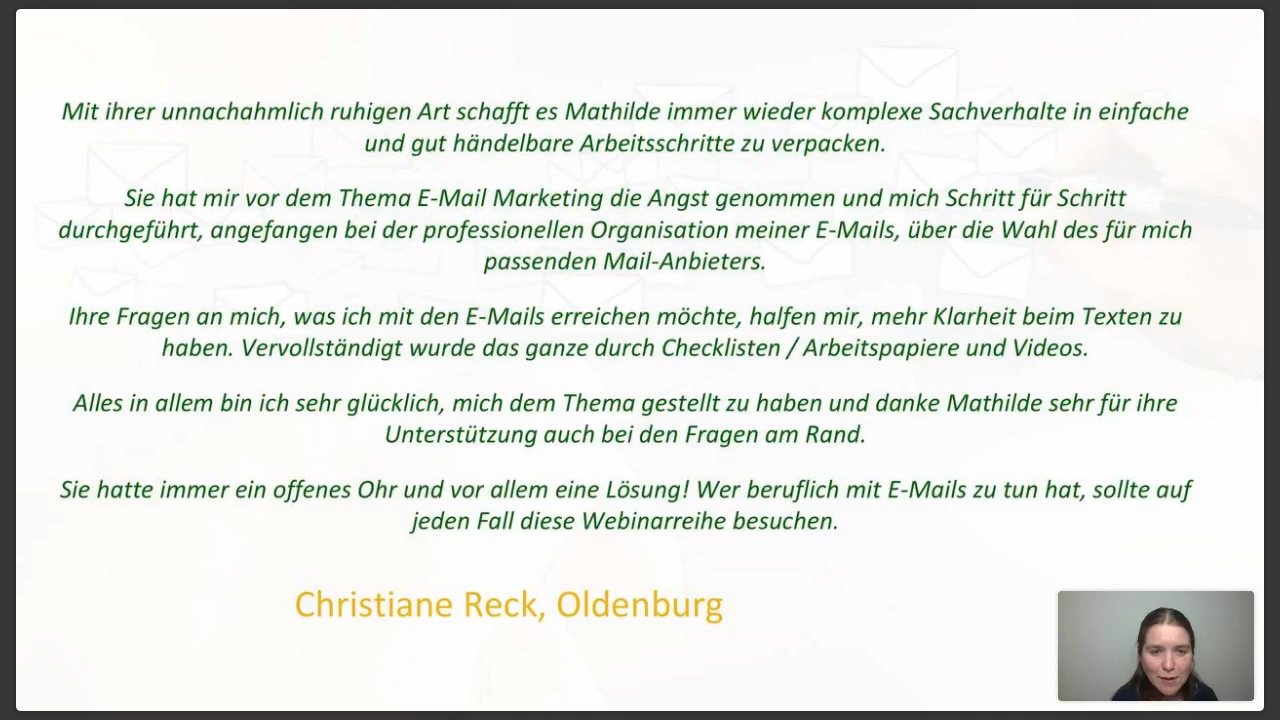 Mit ihrer unnachahmlich ruhigen Art schafft es Mathilde immer wieder komplexe Sachverhalte in einfache
und gut händelbare Arbeitsschritte zu verpacken.
Sie hat mir vor dem Thema E-Mail Marketing die Angst genommen und mich Schritt für Schritt
durchgeführt, angefangen bei der professionellen Organisation meiner E-Mails, über die Wahl des für mich
passenden Mail-Anbieters.
Ihre Fragen an mich, was ich mit den E-Mails erreichen möchte, halfen mir, mehr Klarheit beim Texten zu
haben. Vervollständigt wurde das ganze durch Checklisten / Arbeitspapiere und Videos.
Alles in allem bin ich sehr glücklich, mich dem Thema gestellt zu haben und danke Mathilde sehr für ihre
Unterstützung auch bei den Fragen am Rand.
Sie hatte immer ein offenes Ohr und vor allem eine Lösung! Wer beruflich mit E-Mails zu tun hat, sollte auf
jeden Fall diese Webinarreihe besuchen.
Christiane Reck, Oldenburg